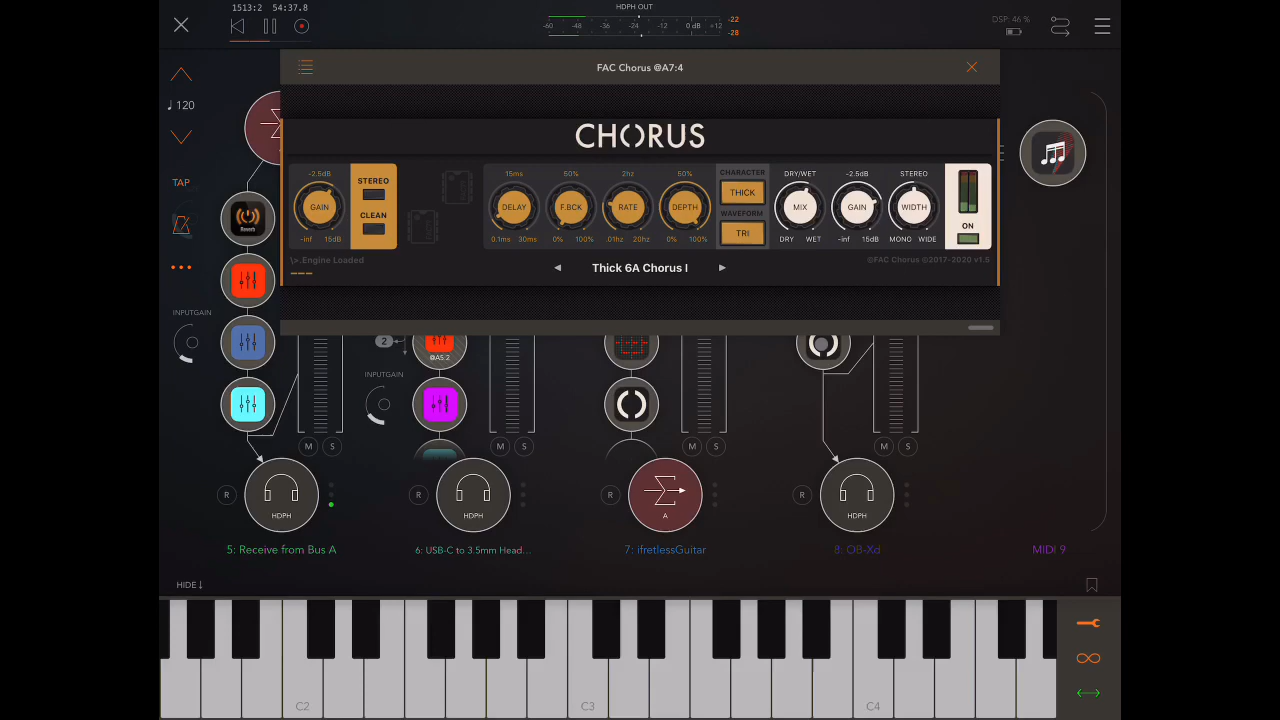 1513:2 54:37.8
HDPH OUT
-60 -48 -36 -24 -12 0 dB +12
-22
-28
DSP: 46 %
FAC Chorus @A7:4
120
TAP
INPUTGAIN
Reverb
CHORUS
-2.5dB
GAIN
-inf 15dB
STEREO
CLEAN
15ms 50% 2hz 50%
DELAY F.BCK RATE DEPTH
0.1ms 30ms 0% 100% .01hz 20hz 0% 100%
CHARACTER
THICK
WAVEFORM
TRI
DRY/WET -2.5dB STEREO
MIX GAIN WIDTH
DRY WET -inf 15dB MONO WIDE
ON
\>.Engine Loaded
Thick 6A Chorus I
©FAC Chorus ©2017-2020 v1.5
2
@A5:2
INPUTGAIN
M S M S M S M S
R HDPH R HDPH R A R HDPH
5: Receive from Bus A
6: USB-C to 3.5mm Head...
7: ifretlessGuitar
8: OB-Xd
MIDI 9
HIDE↓
C2 C3 C4